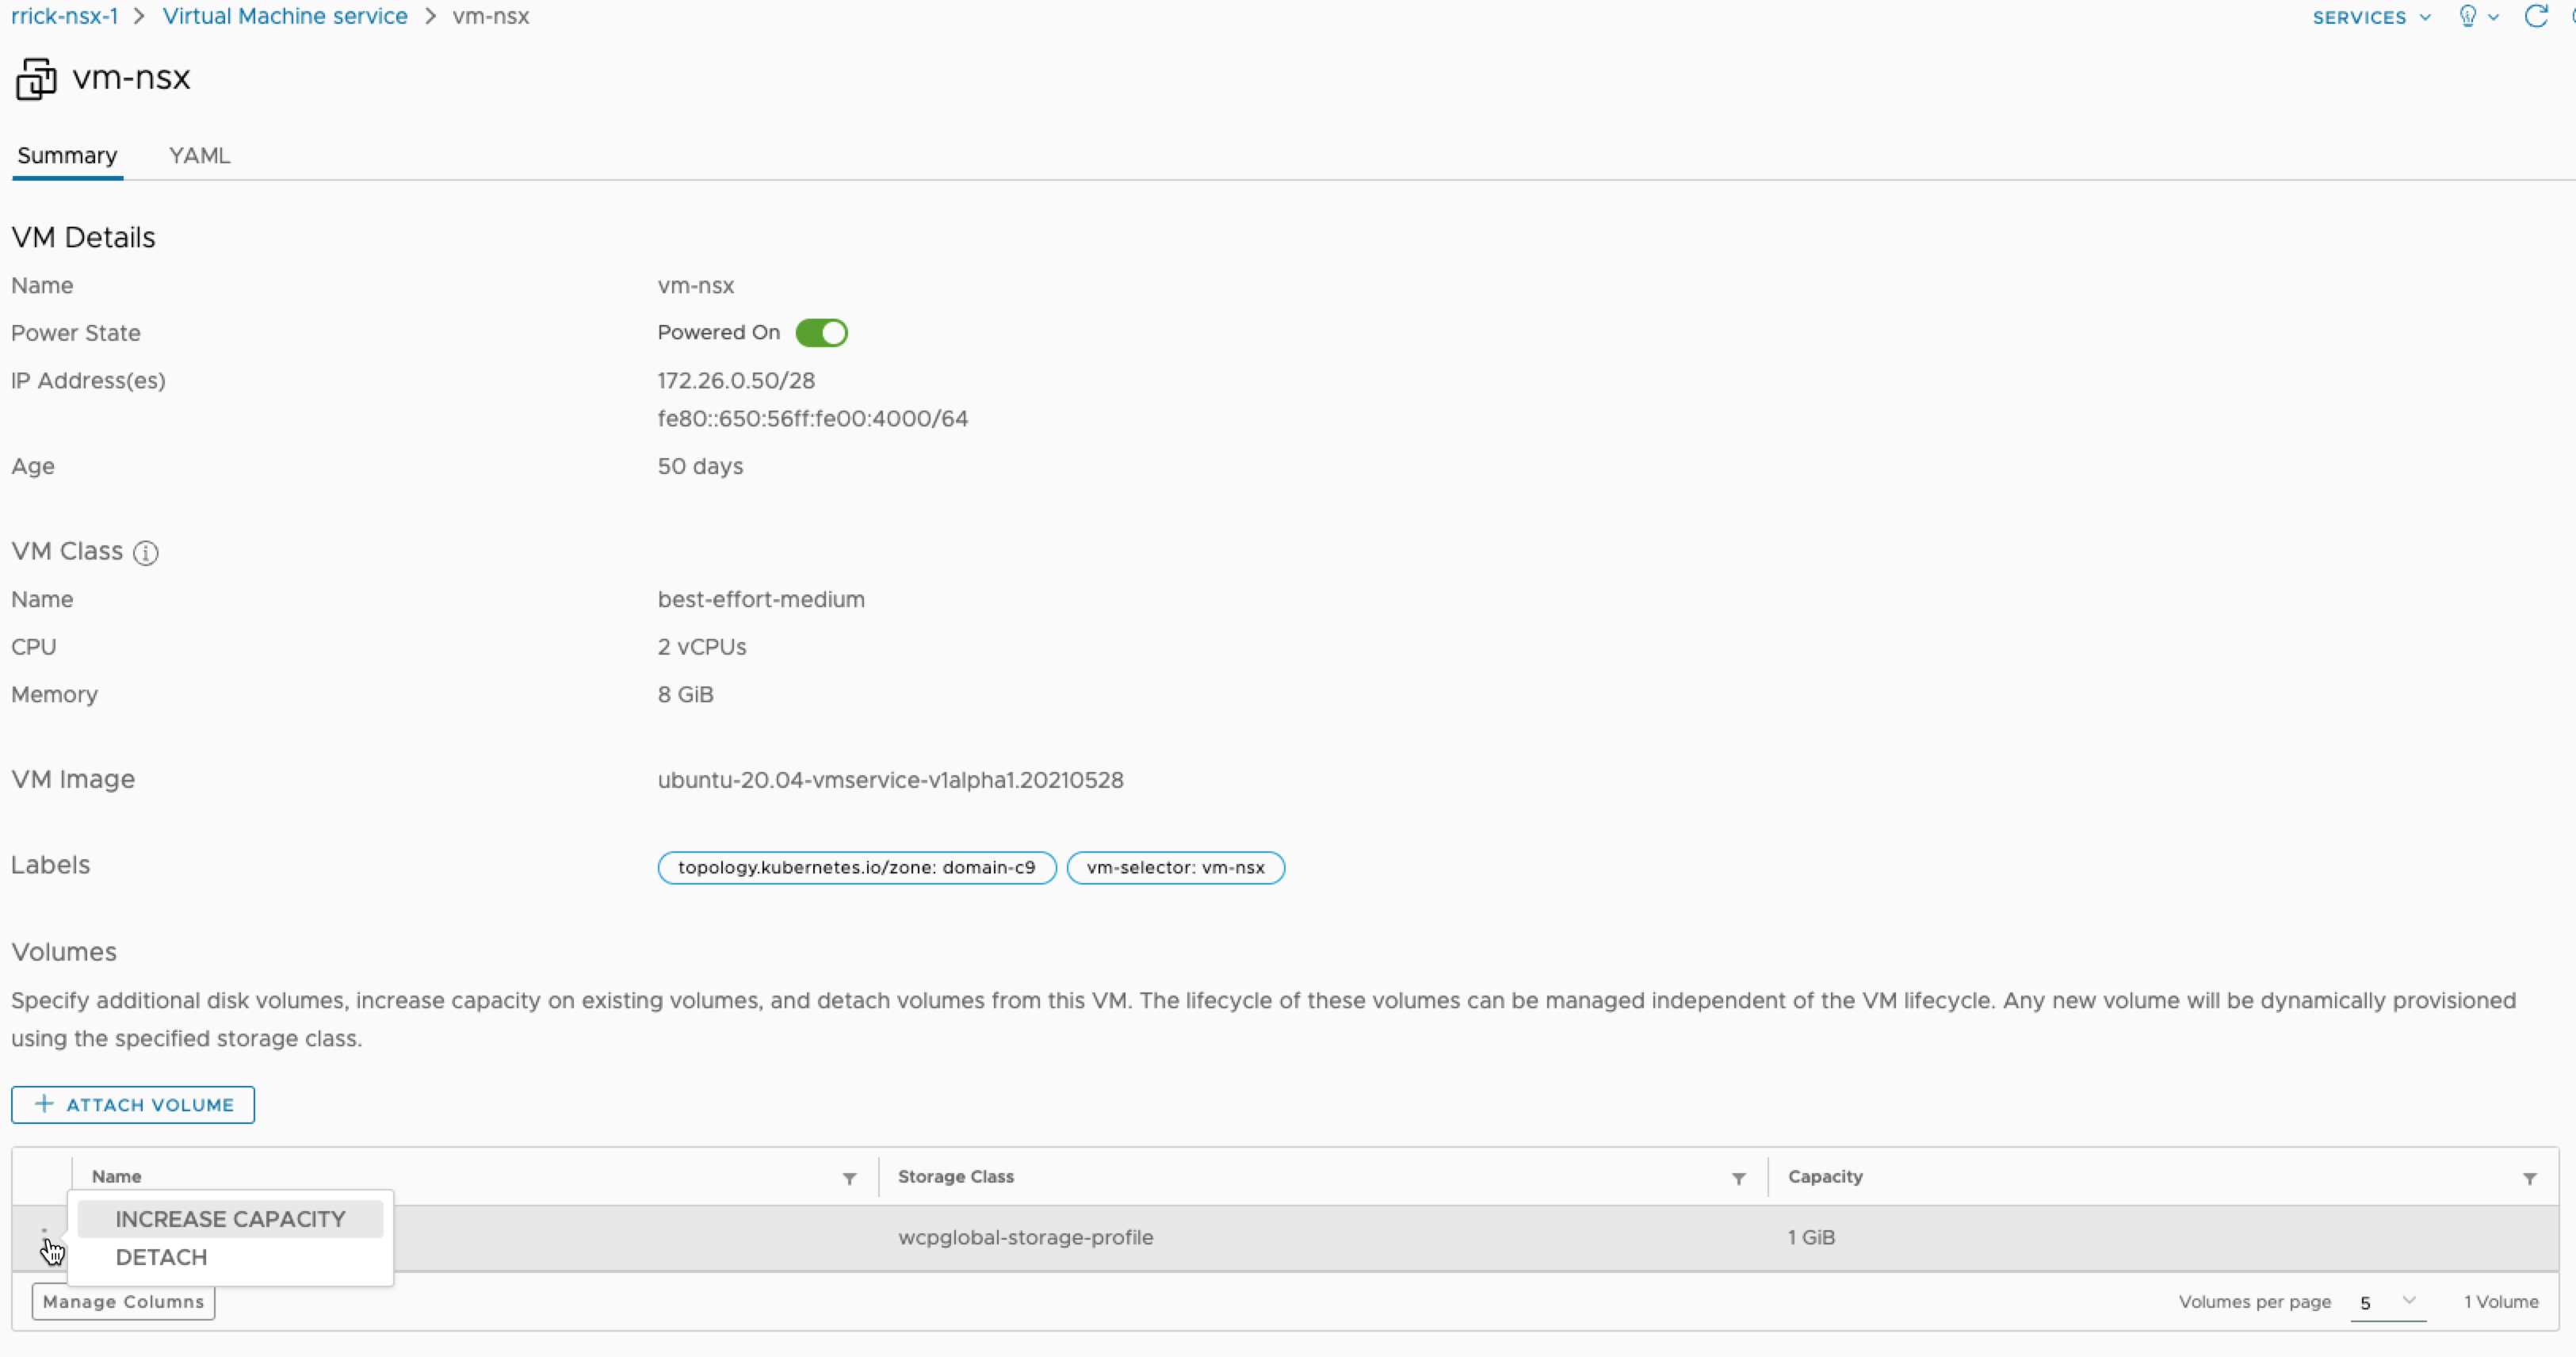 rrick-nsx-1 > Virtual Machine service > vm-nsx
SERVICES
vm-nsx
Summary YAML
VM Details
Name vm-nsx
Power State Powered On
IP Address(es) 172.26.0.50/28
fe80::650:56ff:fe00:4000/64
Age 50 days
VM Class
Name best-effort-medium
CPU 2 vCPUs
Memory 8 GiB
VM Image ubuntu-20.04-vmservice-v1alpha1.20210528
Labels topology.kubernetes.io/zone: domain-c9 vm-selector: vm-nsx
Volumes
Specify additional disk volumes, increase capacity on existing volumes, and detach volumes from this VM. The lifecycle of these volumes can be managed independent of the VM lifecycle. Any new volume will be dynamically provisioned
using the specified storage class.
+ ATTACH VOLUME
Name Storage Class Capacity
INCREASE CAPACITY
wcpglobal-storage-profile 1 GiB
DETACH
Manage Columns Volumes per page 5 1 Volume